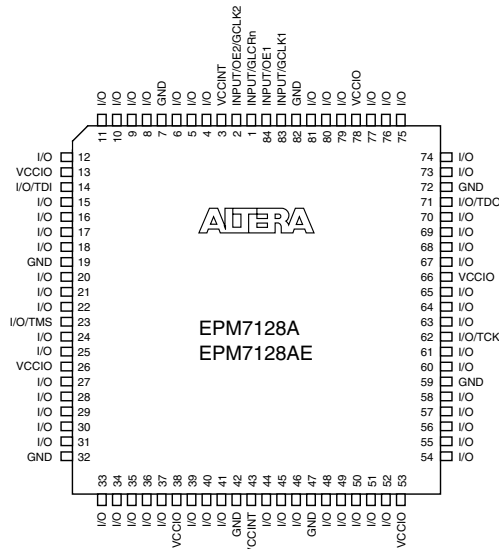 I/O I/O I/O I/O GND I/O I/O I/O VCCINT INPUT/OE2/GCLK2 INPUT/GLCRn INPUT/OE1 INPUT/GCLK1 GND I/O I/O I/O VCCIO I/O I/O I/O
11 10 9 8 7 6 5 4 3 2 1 84 83 82 81 80 79 78 77 76 75
I/O 12 74 I/O
VCCIO 13 73 I/O
I/O/TDI 14 72 GND
I/O 15 71 I/O/TDO
I/O 16 70 I/O
I/O 17 69 I/O
I/O 18 68 I/O
GND 19 67 I/O
I/O 20 66 VCCIO
I/O 21 65 I/O
I/O 22 64 I/O
I/O/TMS 23 63 I/O
I/O 24 62 I/O/TCK
I/O 25 61 I/O
VCCIO 26 60 I/O
I/O 27 59 GND
I/O 28 58 I/O
I/O 29 57 I/O
I/O 30 56 I/O
I/O 31 55 I/O
GND 32 54 I/O
ALTERA
EPM7128A
EPM7128AE
33 34 35 36 37 38 39 40 41 42 43 44 45 46 47 48 49 50 51 52 53
I/O I/O I/O I/O I/O VCCIO I/O I/O I/O GND VCCINT I/O I/O I/O GND I/O I/O I/O I/O I/O VCCIO